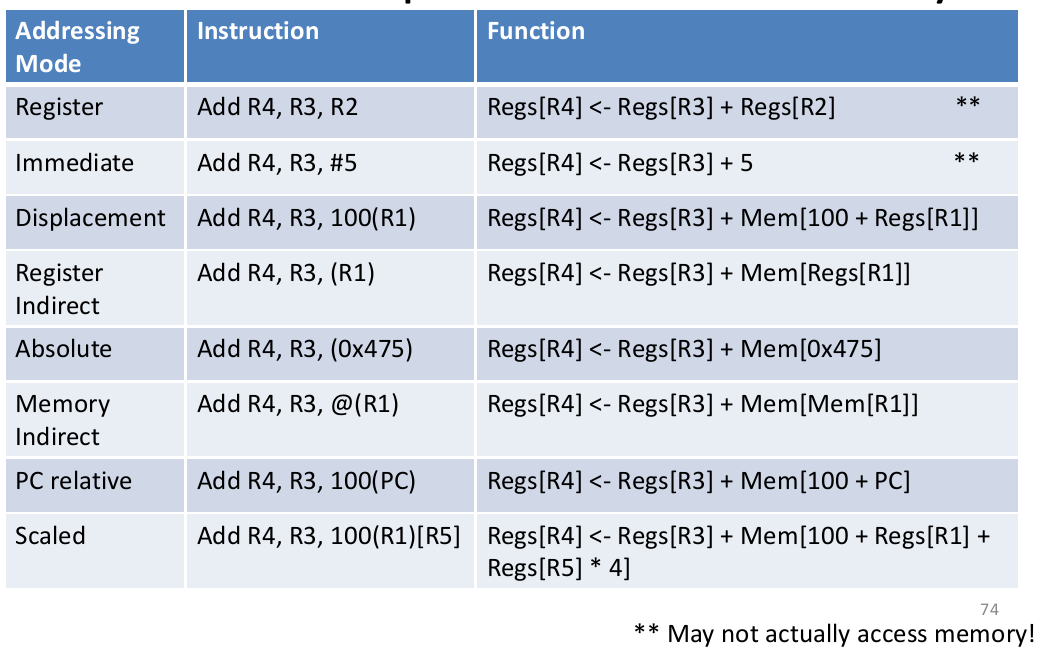 Addressing Mode Instruction Function
Register Add R4, R3, R2 Regs[R4] <- Regs[R3] + Regs[R2] **
Immediate Add R4, R3, #5 Regs[R4] <- Regs[R3] + 5 **
Displacement Add R4, R3, 100(R1) Regs[R4] <- Regs[R3] + Mem[100 + Regs[R1]]
Register Indirect Add R4, R3, (R1) Regs[R4] <- Regs[R3] + Mem[Regs[R1]]
Absolute Add R4, R3, (0x475) Regs[R4] <- Regs[R3] + Mem[0x475]
Memory Indirect Add R4, R3, @(R1) Regs[R4] <- Regs[R3] + Mem[Mem[R1]]
PC relative Add R4, R3, 100(PC) Regs[R4] <- Regs[R3] + Mem[100 + PC]
Scaled Add R4, R3, 100(R1)[R5] Regs[R4] <- Regs[R3] + Mem[100 + Regs[R1] +
Regs[R5] * 4]
74
** May not actually access memory!